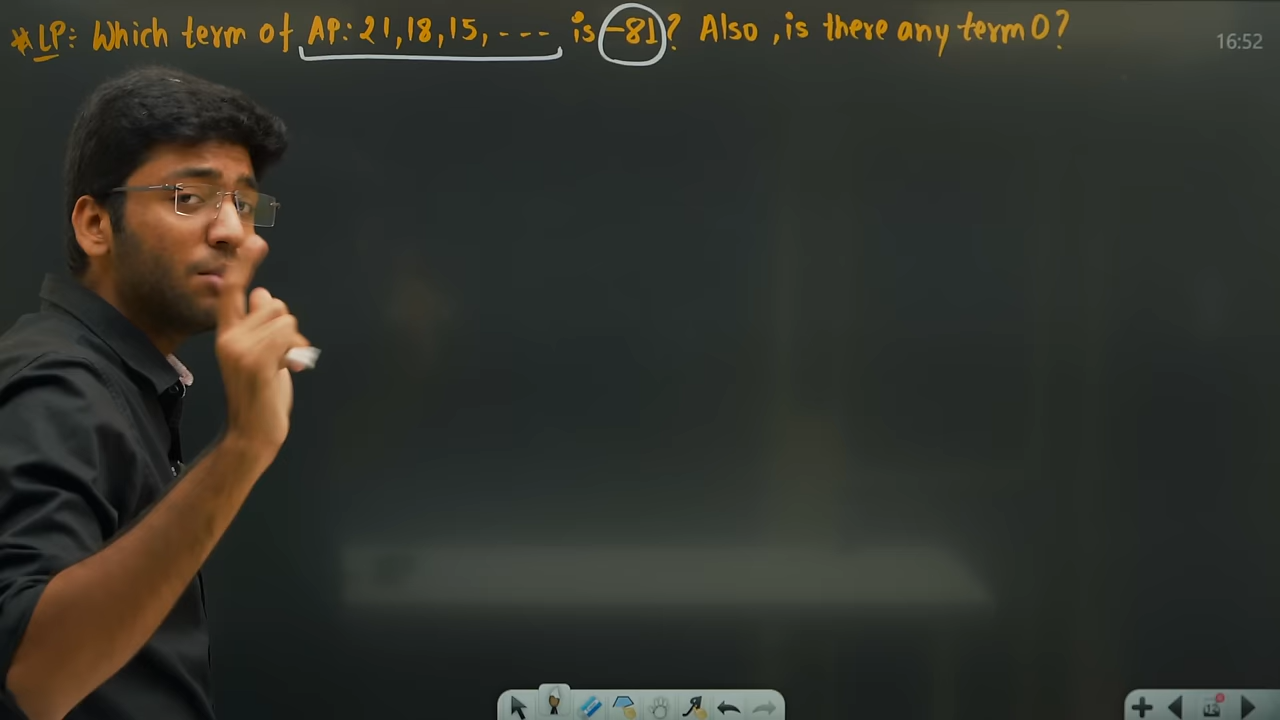 * LP: Which term of AP: 21, 18, 15, --- is -81? Also, is there any term 0?
16:52